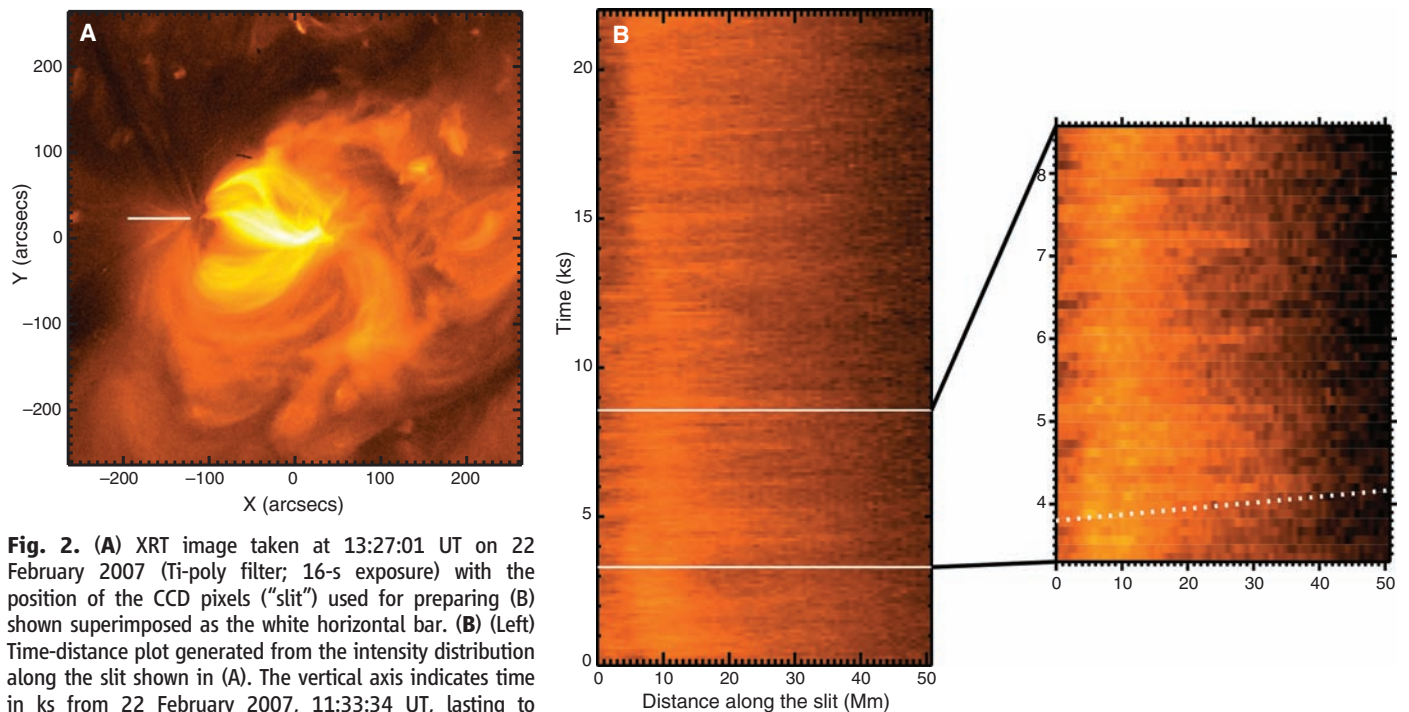 A
200
100
0
−100
−200
Y (arcsecs)
−200 −100 0 100 200
X (arcsecs)
Fig. 2. (A) XRT image taken at 13:27:01 UT on 22
February 2007 (Ti-poly filter; 16-s exposure) with the
position of the CCD pixels (“slit”) used for preparing (B)
shown superimposed as the white horizontal bar. (B) (Left)
Time-distance plot generated from the intensity distribution
along the slit shown in (A). The vertical axis indicates time
in ks from 22 February 2007, 11:33:34 UT, lasting to
B
20
15
10
5
0
Time (ks)
0 10 20 30 40 50
Distance along the slit (Mm)
8
7
6
5
4
0 10 20 30 40 50